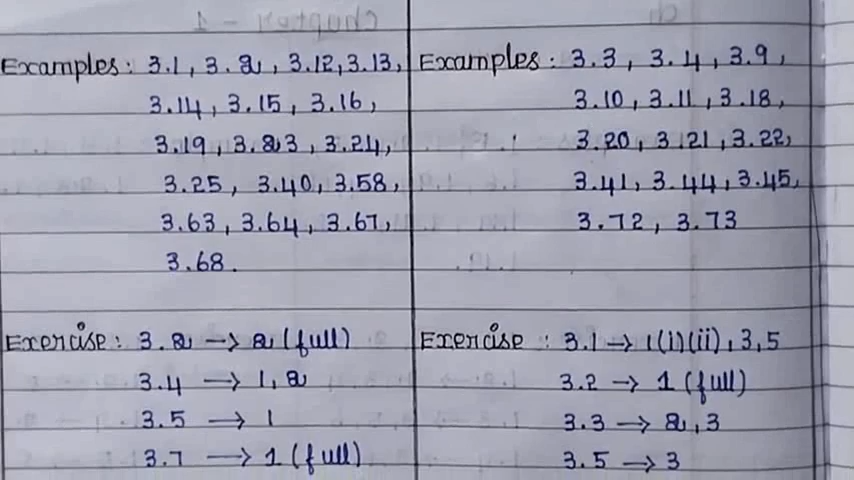 Examples: 3.1, 3.2, 3.12, 3.13,
3.14, 3.15, 3.16,
3.19, 3.23, 3.24,
3.25, 3.40, 3.58,
3.63, 3.64, 3.67,
3.68.
Exercise: 3.2 → 2 (full)
3.4 → 1, 2
3.5 → 1
3.7 → 1 (full)
Examples: 3.3, 3.4, 3.9,
3.10, 3.11, 3.18,
3.20, 3.21, 3.22,
3.41, 3.44, 3.45,
3.72, 3.73
Exercise: 3.1 → 1(i)(ii), 3, 5
3.2 → 1 (full)
3.3 → 2, 3
3.5 → 3